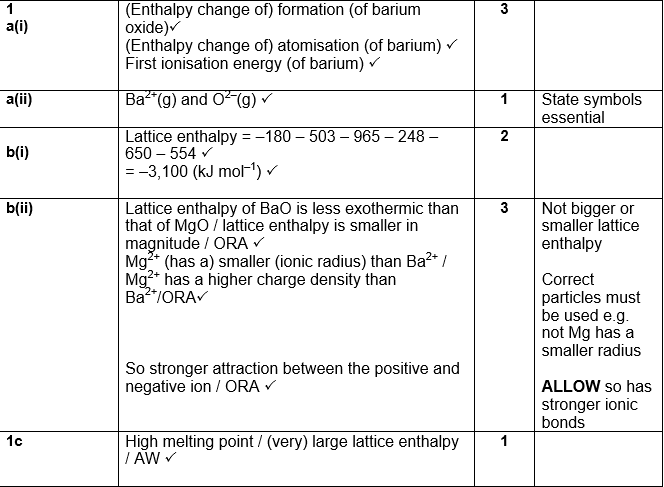 1
a(i)
(Enthalpy change of) formation (of barium
oxide)✓
(Enthalpy change of) atomisation (of barium) ✓
First ionisation energy (of barium) ✓
3
a(ii)
Ba²⁺(g) and O²⁻(g) ✓
1
State symbols
essential
b(i)
Lattice enthalpy = –180 – 503 – 965 – 248 –
650 – 554 ✓
= –3,100 (kJ mol⁻¹) ✓
2
b(ii)
Lattice enthalpy of BaO is less exothermic than
that of MgO / lattice enthalpy is smaller in
magnitude / ORA ✓
Mg²⁺ (has a) smaller (ionic radius) than Ba²⁺ /
Mg²⁺ has a higher charge density than
Ba²⁺/ORA✓
So stronger attraction between the positive and
negative ion / ORA ✓
3
Not bigger or
smaller lattice
enthalpy
Correct
particles must
be used e.g.
not Mg has a
smaller radius
ALLOW so has
stronger ionic
bonds
1c
High melting point / (very) large lattice enthalpy
/ AW ✓
1